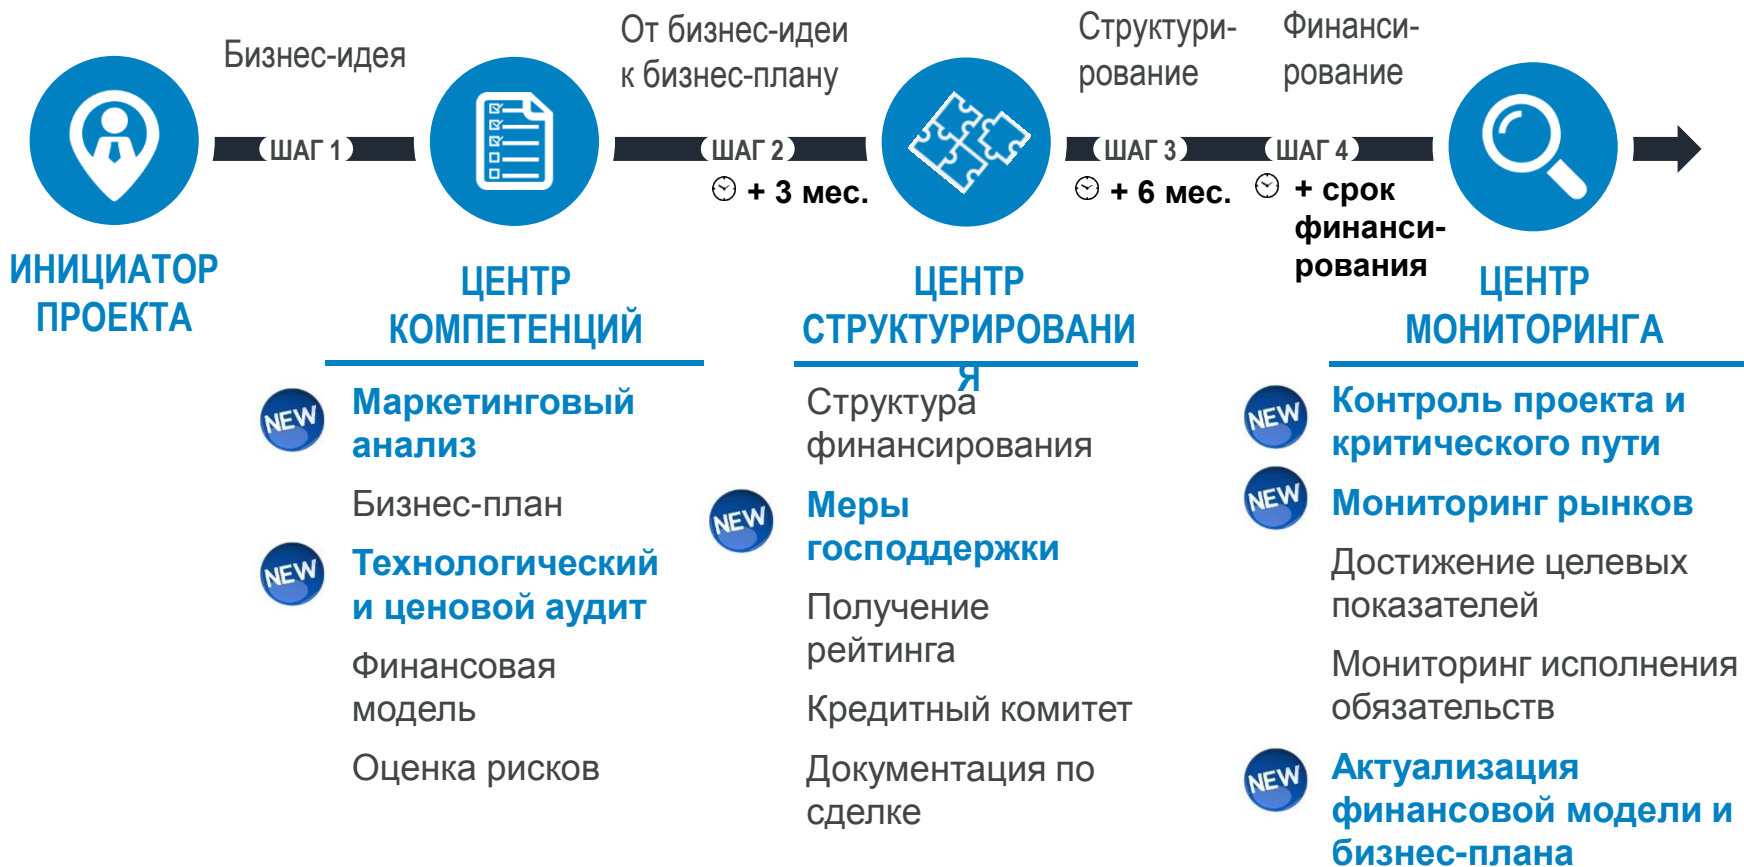 Бизнес-идея
От бизнес-идеи
к бизнес-плану
Структури-
рование
Финанси-
рование
ШАГ 1
ШАГ 2
+ 3 мес.
ШАГ 3
+ 6 мес.
ШАГ 4
+ срок
финанси-
рования
ИНИЦИАТОР
ПРОЕКТА
ЦЕНТР
КОМПЕТЕНЦИЙ
NEW
Маркетинговый
анализ
Бизнес-план
NEW
Технологический
и ценовой аудит
Финансовая
модель
Оценка рисков
ЦЕНТР
СТРУКТУРИРОВАНИ
Я
Структура
финансирования
NEW
Меры
господдержки
Получение
рейтинга
Кредитный комитет
Документация по
сделке
ЦЕНТР
МОНИТОРИНГА
NEW
Контроль проекта и
критического пути
NEW
Мониторинг рынков
Достижение целевых
показателей
Мониторинг исполнения
обязательств
NEW
Актуализация
финансовой модели и
бизнес-плана